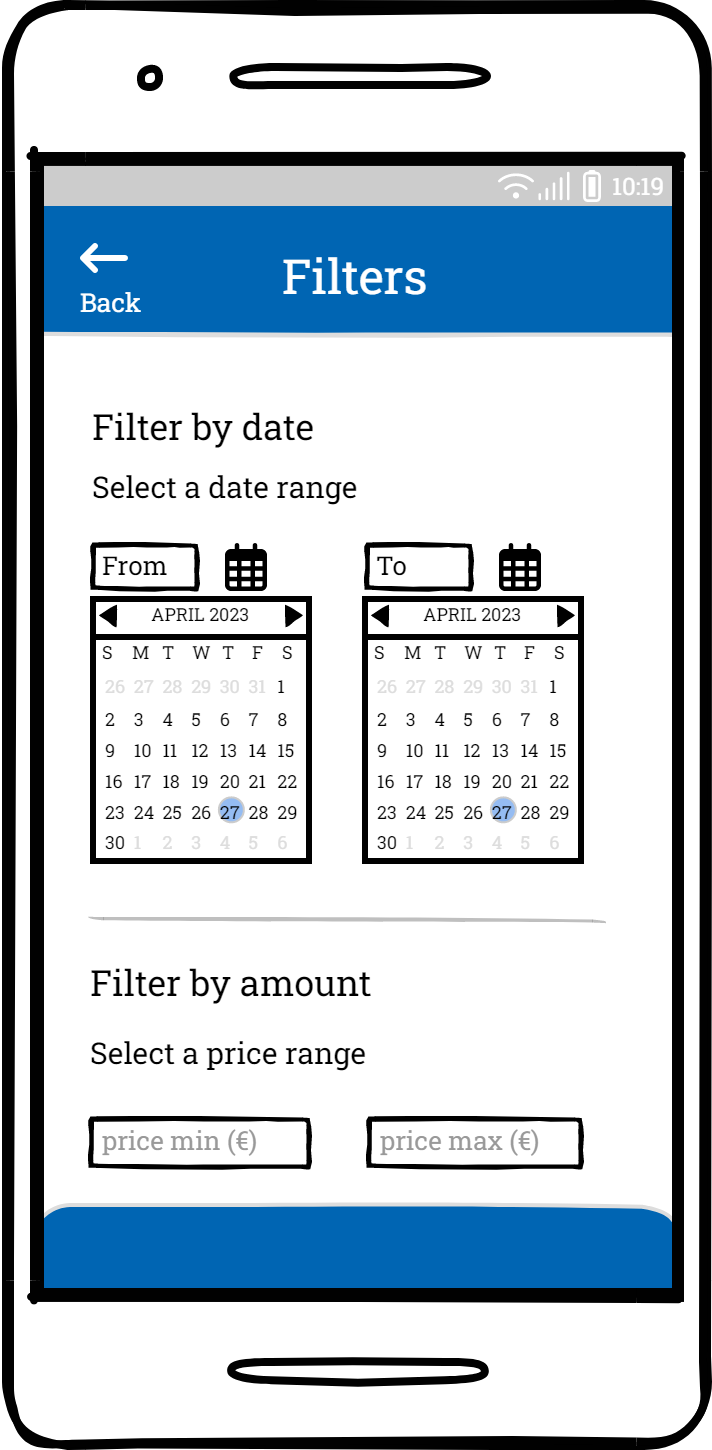 10:19
Filters
Back
Filter by date
Select a date range
From To
APRIL 2023 APRIL 2023
S M T W T F S S M T W T F S
26 27 28 29 30 31 1 26 27 28 29 30 31 1
2 3 4 5 6 7 8 2 3 4 5 6 7 8
9 10 11 12 13 14 15 9 10 11 12 13 14 15
16 17 18 19 20 21 22 16 17 18 19 20 21 22
23 24 25 26 27 28 29 23 24 25 26 27 28 29
30 1 2 3 4 5 6 30 1 2 3 4 5 6
Filter by amount
Select a price range
price min (€) price max (€)